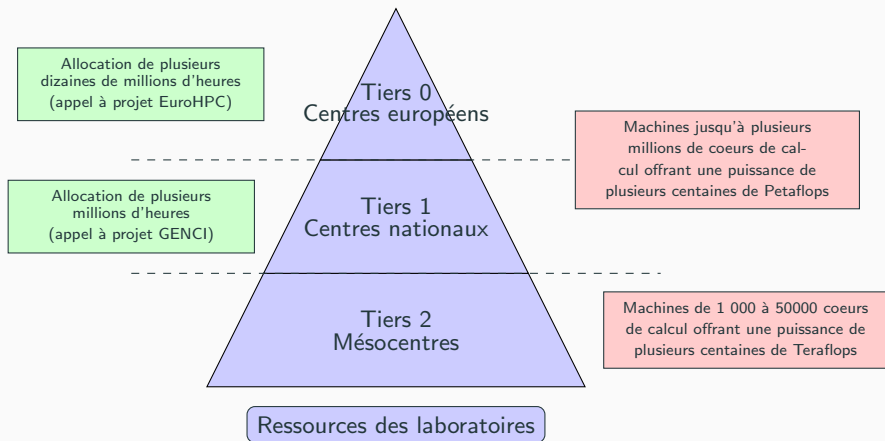 Allocation de plusieurs
dizaines de millions d'heures
(appel à projet EuroHPC)
Tiers 0
Centres européens
Machines jusqu'à plusieurs
millions de coeurs de cal-
cul offrant une puissance de
plusieurs centaines de Petaflops
Allocation de plusieurs
millions d'heures
(appel à projet GENCI)
Tiers 1
Centres nationaux
Tiers 2
Mésocentres
Machines de 1 000 à 50000 coeurs
de calcul offrant une puissance de
plusieurs centaines de Teraflops
Ressources des laboratoires